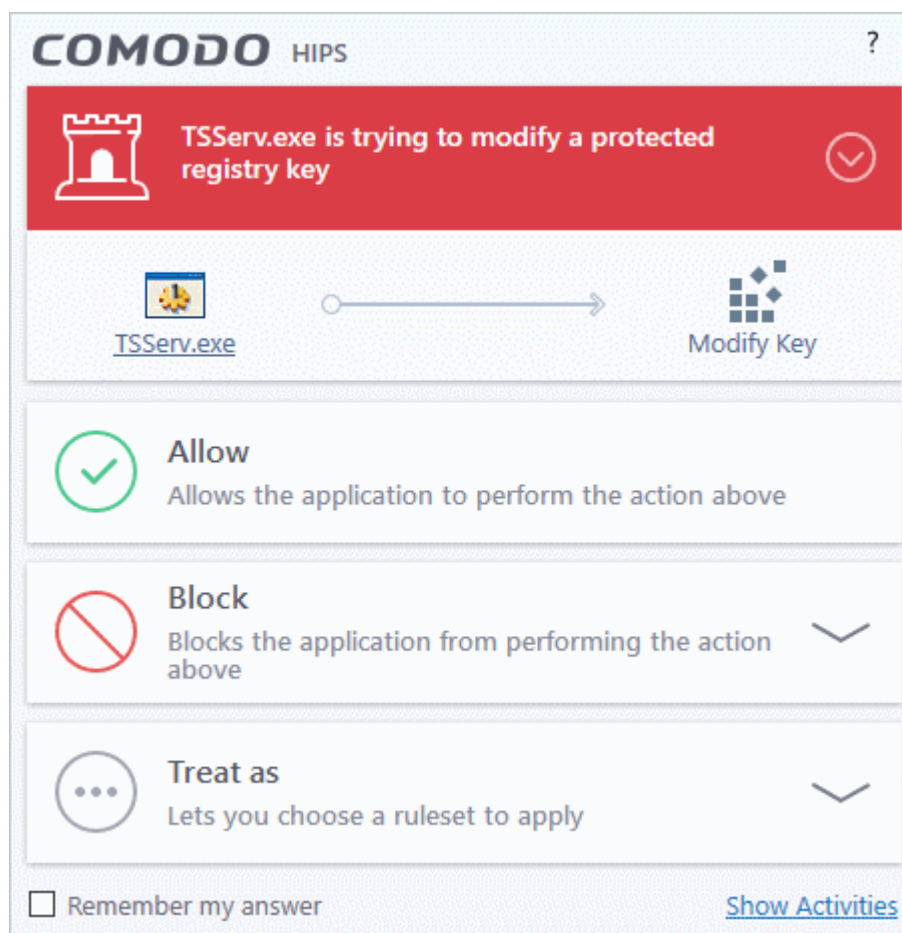 COMODO HIPS ?
TSServ.exe is trying to modify a protected
registry key
TSServ.exe
Modify Key
Allow
Allows the application to perform the action above
Block
Blocks the application from performing the action
above
Treat as
Lets you choose a ruleset to apply
Remember my answer
Show Activities